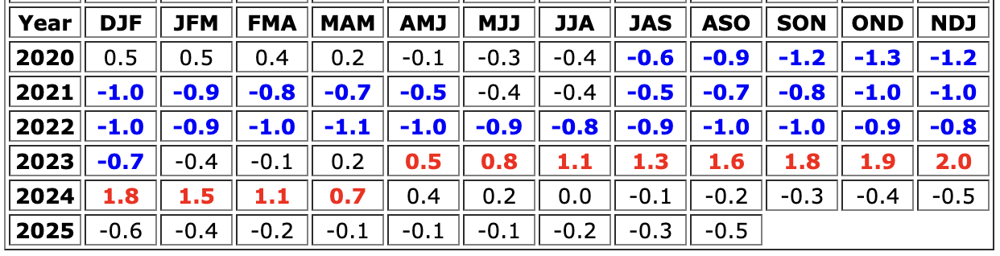 Year DJF JFM FMA MAM AMJ MJJ JJA JAS ASO SON OND NDJ
2020 0.5 0.5 0.4 0.2 -0.1 -0.3 -0.4 -0.6 -0.9 -1.2 -1.3 -1.2
2021 -1.0 -0.9 -0.8 -0.7 -0.5 -0.4 -0.4 -0.5 -0.7 -0.8 -1.0 -1.0
2022 -1.0 -0.9 -1.0 -1.1 -1.0 -0.9 -0.8 -0.9 -1.0 -1.0 -0.9 -0.8
2023 -0.7 -0.4 -0.1 0.2 0.5 0.8 1.1 1.3 1.6 1.8 1.9 2.0
2024 1.8 1.5 1.1 0.7 0.4 0.2 0.0 -0.1 -0.2 -0.3 -0.4 -0.5
2025 -0.6 -0.4 -0.2 -0.1 -0.1 -0.1 -0.2 -0.3 -0.5